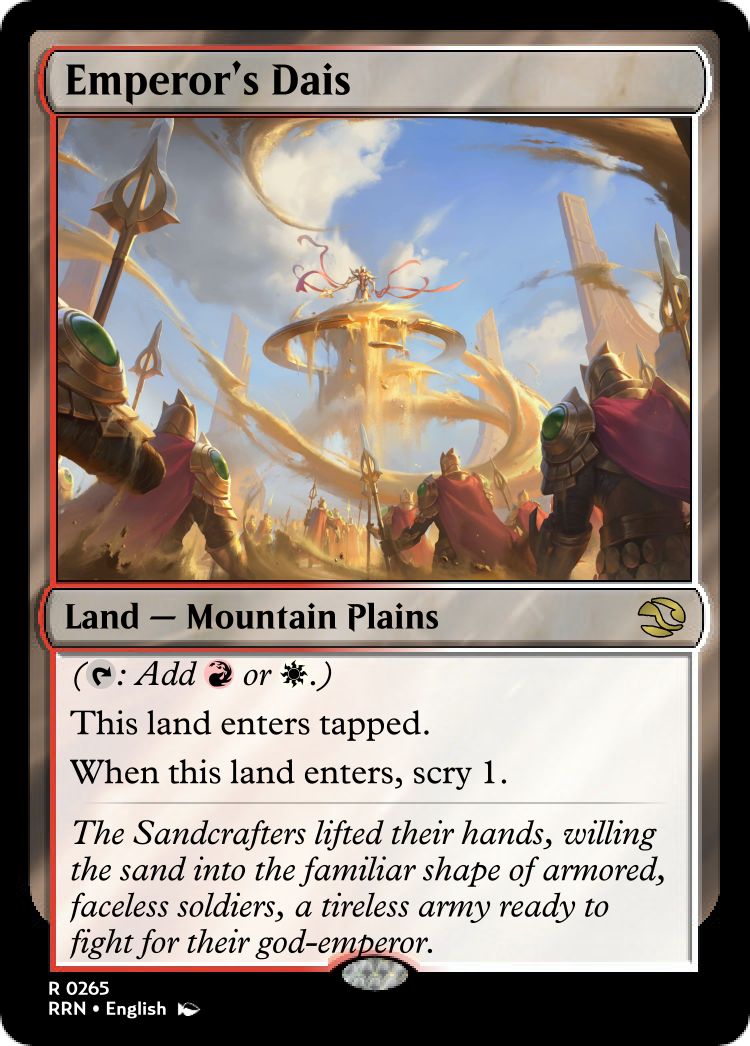 Emperor's Dais
Land — Mountain Plains
(: Add or .)
This land enters tapped.
When this land enters, scry 1.
The Sandcrafters lifted their hands, willing
the sand into the familiar shape of armored,
faceless soldiers, a tireless army ready to
fight for their god-emperor.
R 0265
RRN • English